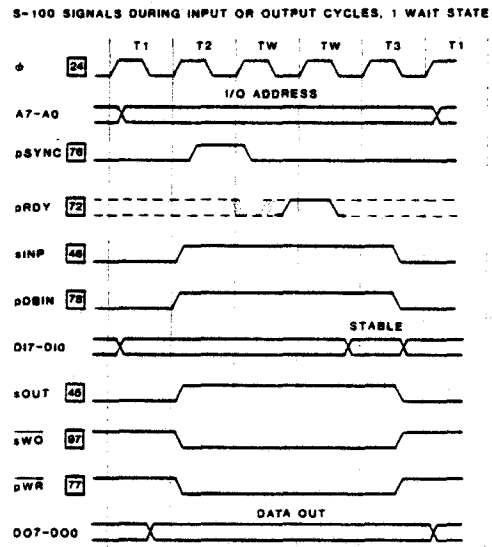 S-100 SIGNALS DURING INPUT OR OUTPUT CYCLES, 1 WAIT STATE
T1 T2 TW TW T3 T1
ϕ 24
I/O ADDRESS
A7-A0
pSYNC 76
pRDY 72
sINP 46
pDBIN 78
STABLE
DI7-DI0
sOUT 45
sWO 97
pWR 77
DATA OUT
DO7-DO0